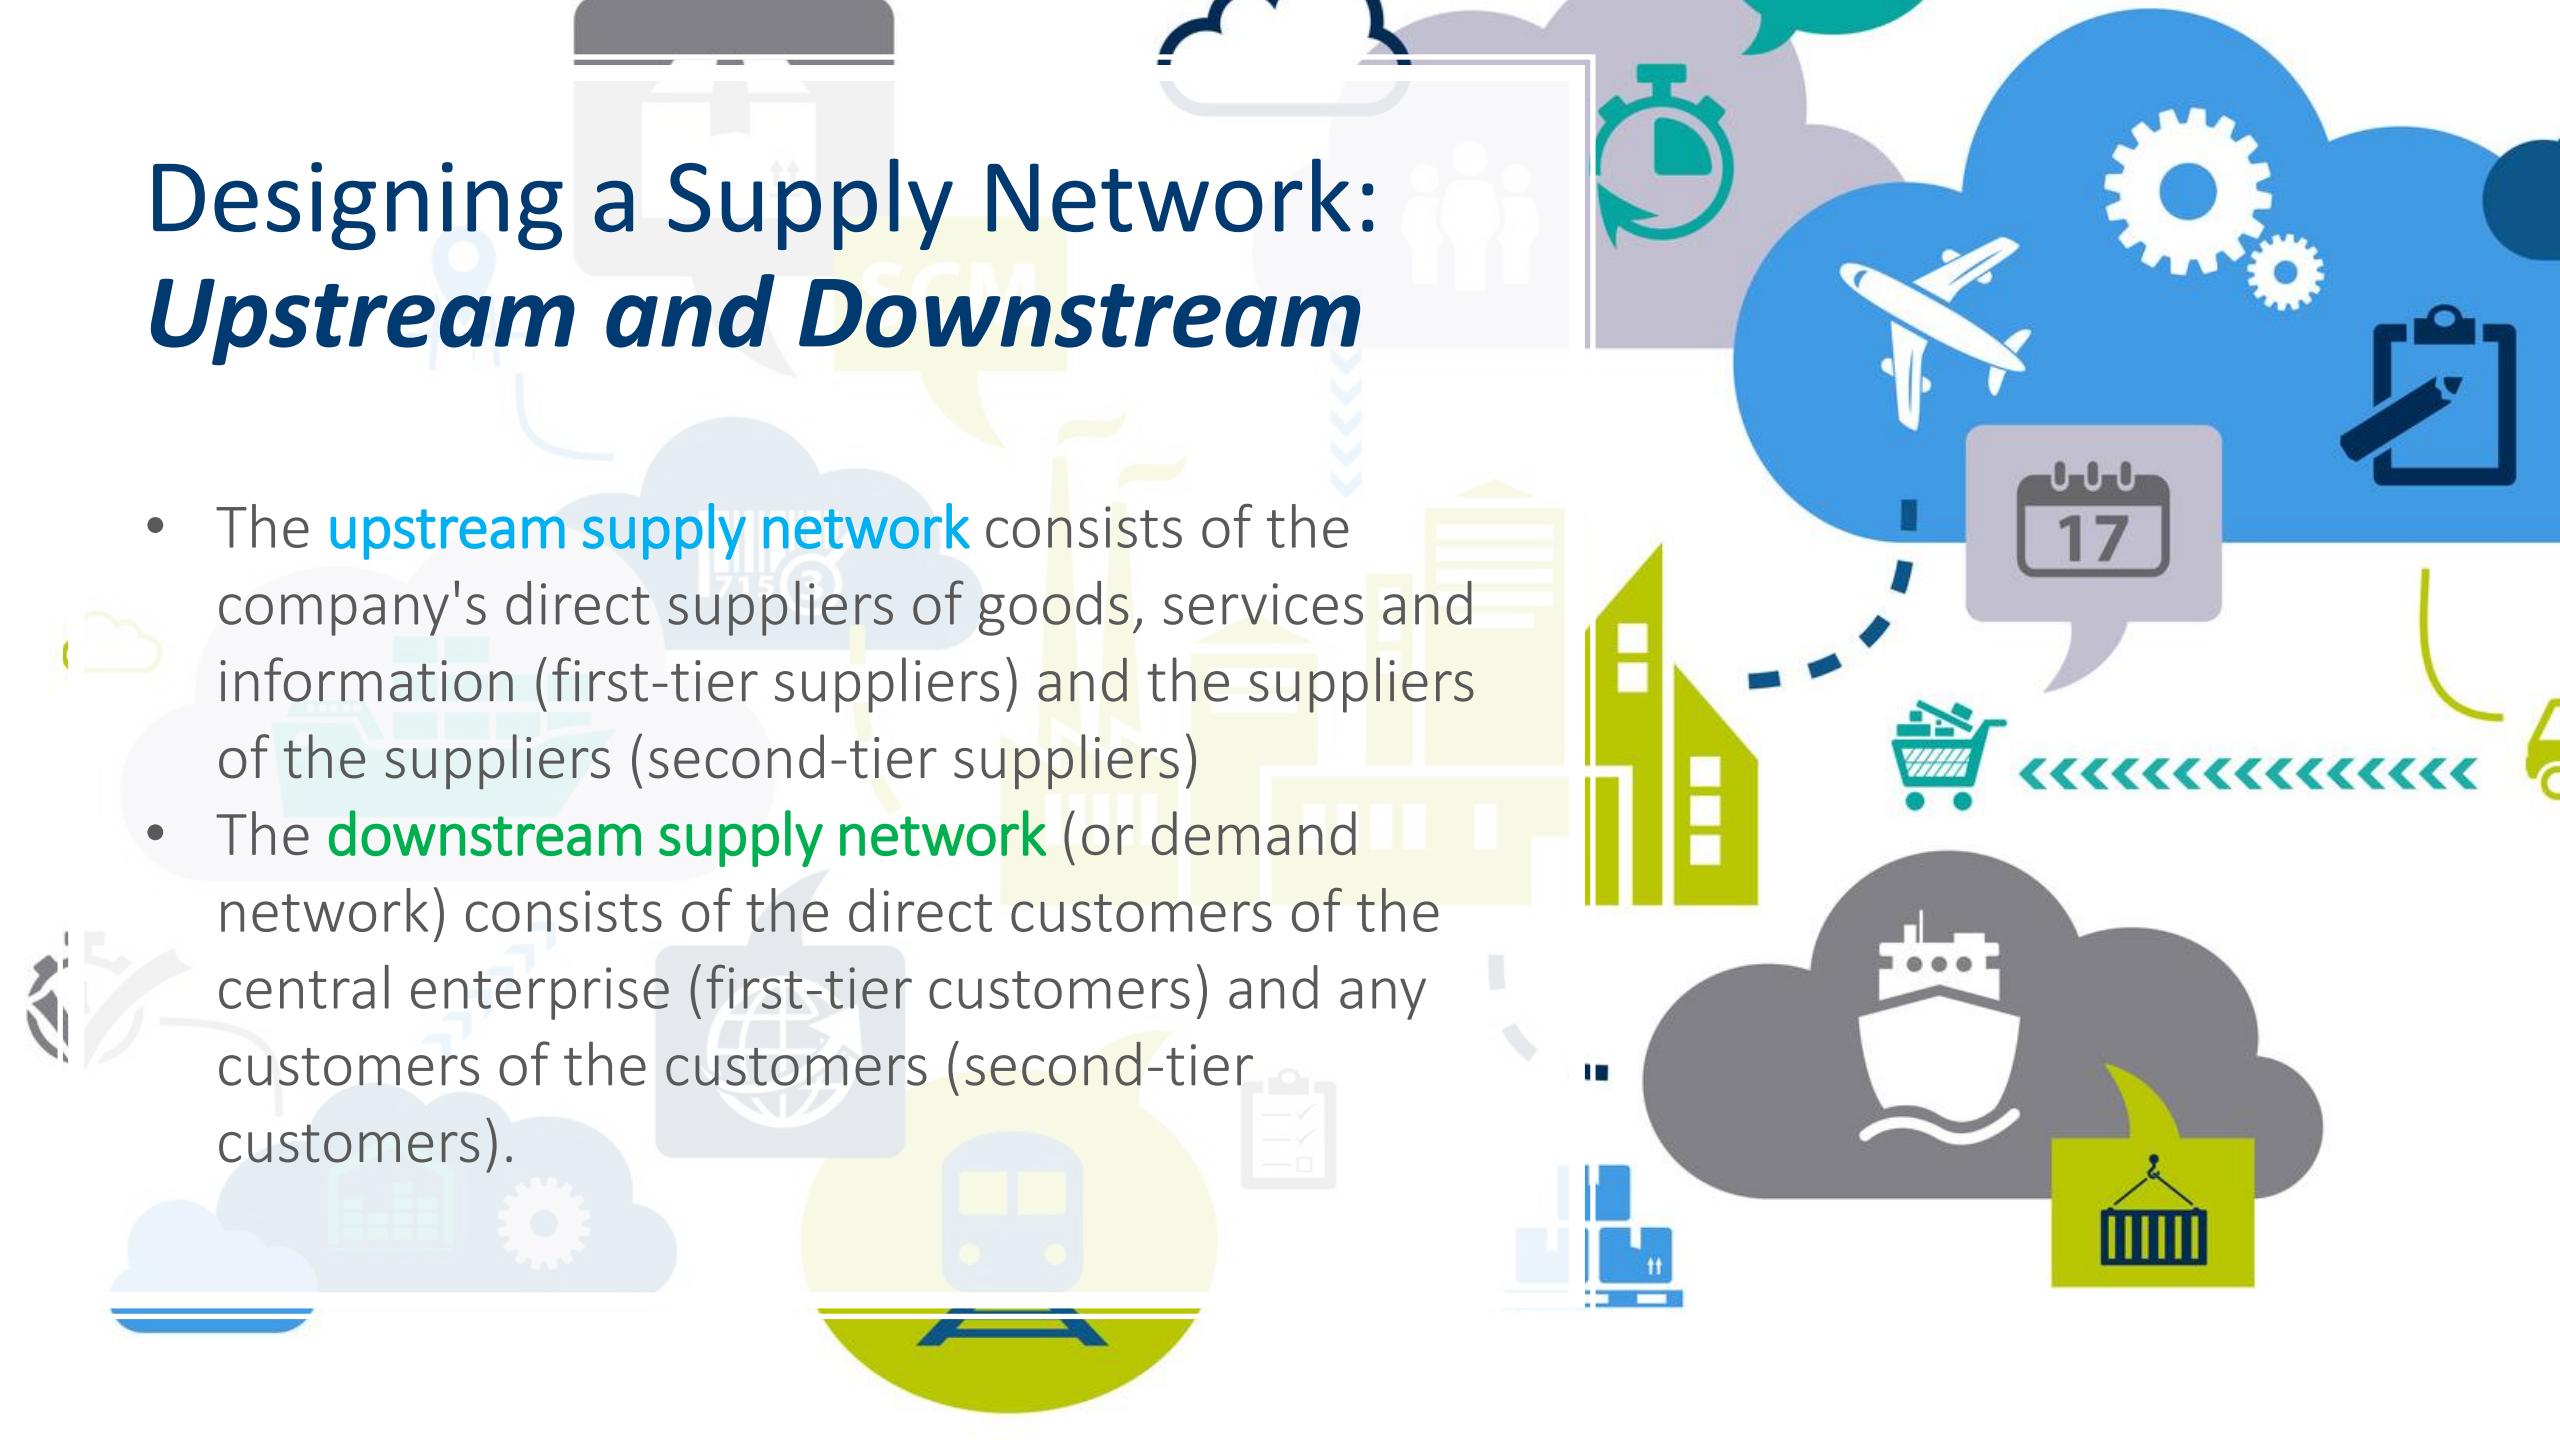 Designing a Supply Network:
Upstream and Downstream
SCM
• The upstream supply network consists of the
company's direct suppliers of goods, services and
information (first-tier suppliers) and the suppliers
of the suppliers (second-tier suppliers)
• The downstream supply network (or demand
network) consists of the direct customers of the
central enterprise (first-tier customers) and any
customers of the customers (second-tier
customers).
715 3
17